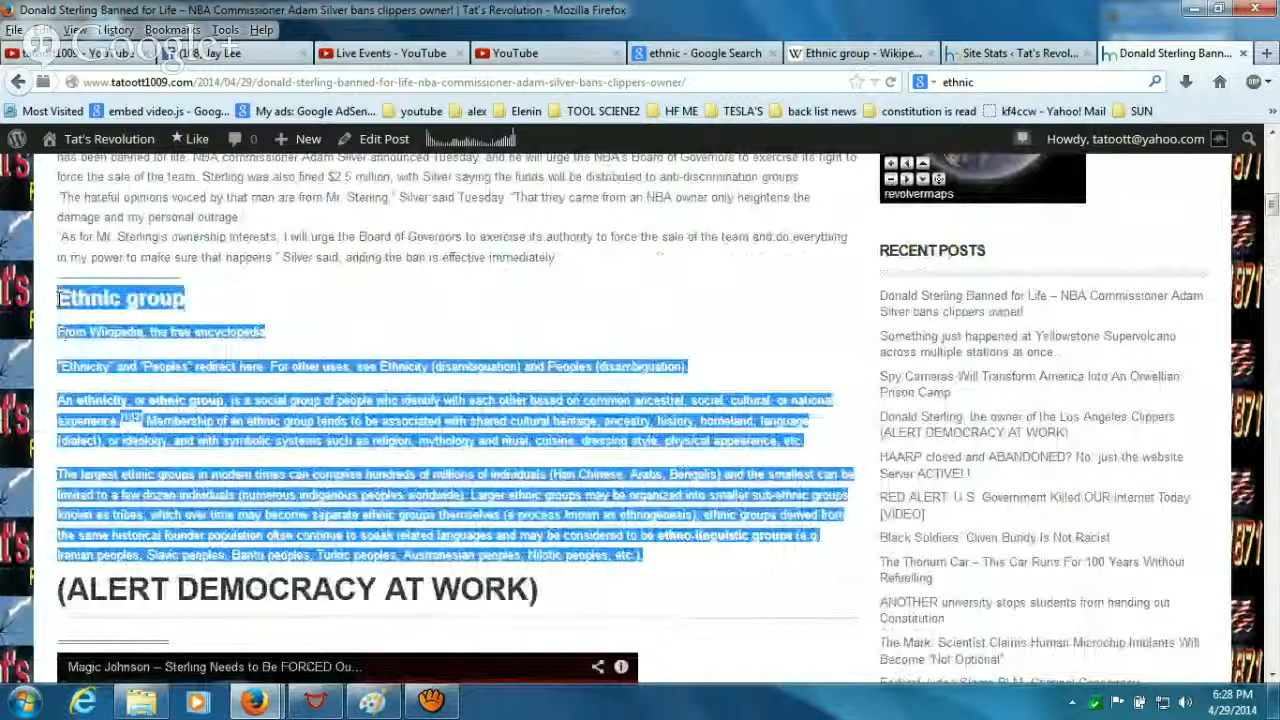 Donald Sterling Banned for Life – NBA Commissioner Adam Silver bans clippers owner! | Tat's Revolution - Mozilla Firefox
File View History Bookmarks Tools Help
Google+
Jay Lee
Live Events - YouTube
YouTube
ethnic - Google Search
Ethnic group - Wikipe...
Site Stats ‹ Tat's Revol...
Donald Sterling Bann...
www.tatoott1009.com/2014/04/29/donald-sterling-banned-for-life-nba-commissioner-adam-silver-bans-clippers-owner/
ethnic
Most Visited embed video.js - Goog... My ads: Google AdSen... youtube alex Elenin TOOL SCIENE2 HF ME TESLA'S back list news constitution is read kf4ccw - Yahoo! Mail SUN
Tat's Revolution Like 0 New Edit Post
Howdy, tatoott@yahoo.com
has been banned for life. NBA commissioner Adam Silver announced Tuesday, and he will urge the NBA's Board of Governors to exercise its right to
force the sale of the team. Sterling was also fined $2.5 million, with Silver saying the funds will be distributed to anti-discrimination groups.
"The hateful opinions voiced by that man are from Mr. Sterling," Silver said Tuesday. "That they came from an NBA owner only heightens the
damage and my personal outrage.
"As for Mr. Sterling's ownership interests, I will urge the Board of Governors to exercise its authority to force the sale of the team and do everything
in my power to make sure that happens," Silver said, adding the ban is effective immediately.
Ethnic group
From Wikipedia, the free encyclopedia
"Ethnicity" and "Peoples" redirect here. For other uses, see Ethnicity (disambiguation) and Peoples (disambiguation).
An ethnicity, or ethnic group, is a social group of people who identify with each other based on common ancestral, social, cultural, or national
experience. Membership of an ethnic group tends to be associated with shared cultural heritage, ancestry, history, homeland, language
(dialect), or ideology, and with symbolic systems such as religion, mythology and ritual, cuisine, dressing style, physical appearance, etc.
The largest ethnic groups in modern times can comprise hundreds of millions of individuals (Han Chinese, Arabs, Bengalis) and the smallest can be
limited to a few dozen individuals (numerous indigenous peoples worldwide). Larger ethnic groups may be organized into smaller sub-ethnic groups
known as tribes, which over time may become separate ethnic groups themselves (a process known as ethnogenesis), ethnic groups derived from
the same historical founder population often continue to speak related languages and may be considered to be ethno-linguistic groups (e.g.
Iranian peoples, Slavic peoples, Bantu peoples, Turkic peoples, Austronesian peoples, Nilotic peoples, etc.).
(ALERT DEMOCRACY AT WORK)
Magic Johnson – Sterling Needs to Be FORCED Ou...
revolvermaps
RECENT POSTS
Donald Sterling Banned for Life – NBA Commissioner Adam
Silver bans clippers owner!
Something just happened at Yellowstone Supervolcano
across multiple stations at once..
Spy Cameras Will Transform America Into An Orwellian
Prison Camp
Donald Sterling, the owner of the Los Angeles Clippers
(ALERT DEMOCRACY AT WORK)
HAARP closed and ABANDONED? No, just the website
Server ACTIVE!!
RED ALERT: U.S. Government Killed OUR Internet Today
[VIDEO]
Black Soldiers: Cliven Bundy Is Not Racist!
The Thorium Car – This Car Runs For 100 Years Without
Refuelling
ANOTHER university stops students from handing out
Constitution
The Mark: Scientist Claims Human Microchip Implants Will
Become "Not Optional"
6:28 PM
4/29/2014